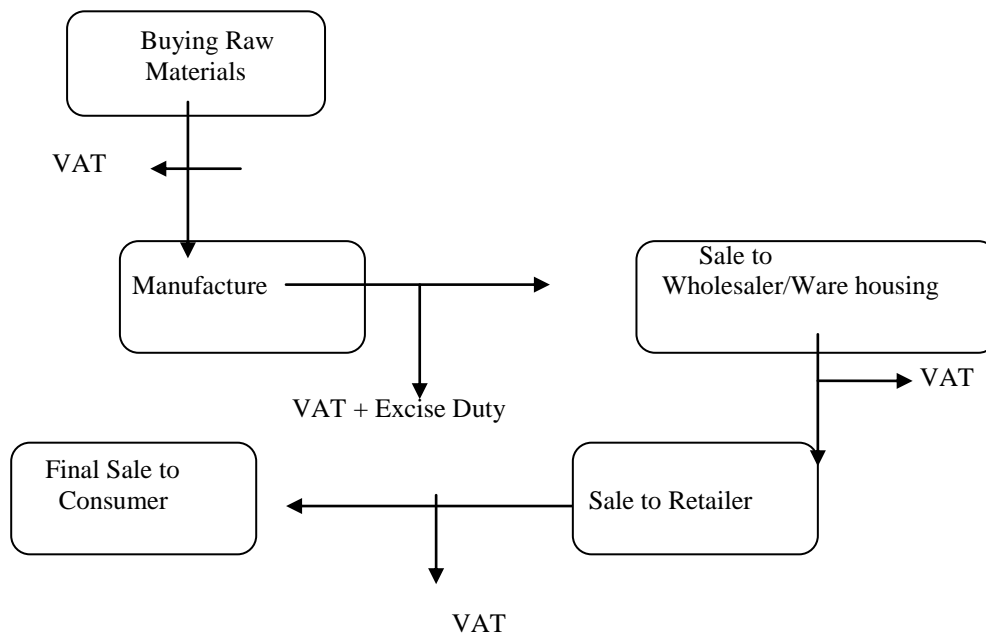 Buying Raw
Materials
VAT
Manufacture
Sale to
Wholesaler/Ware housing
VAT
VAT + Excise Duty
Final Sale to
Consumer
Sale to Retailer
VAT